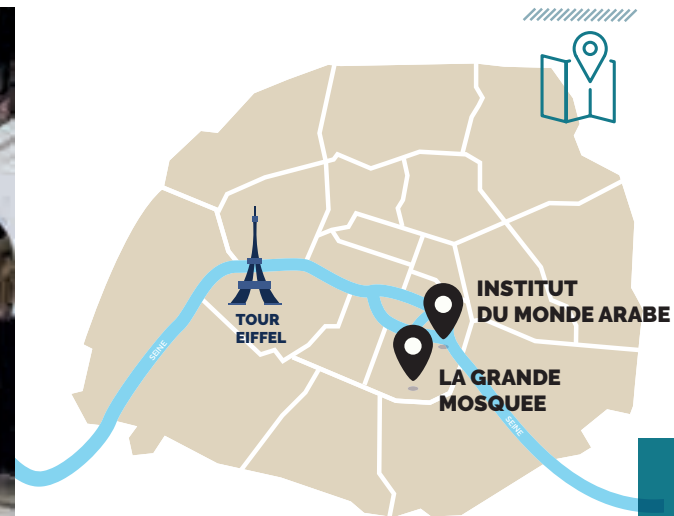 INSTITUT
DU MONDE ARABE
TOUR
EIFFEL
SEINE
LA GRANDE
MOSQUEE
SEINE